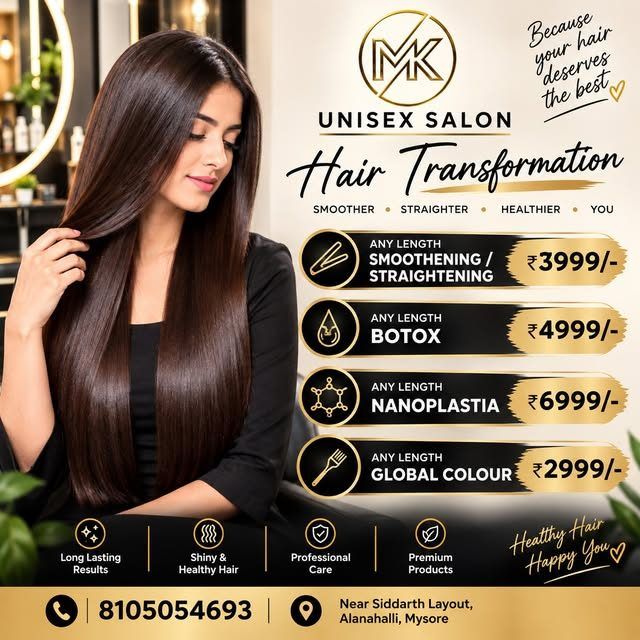 MK
UNISEX SALON
Because
your hair
deserves
the best
Hair Transformation
SMOOTHER • STRAIGHTER • HEALTHIER • YOU
ANY LENGTH
SMOOTHENING /
STRAIGHTENING
₹3999/-
ANY LENGTH
BOTOX
₹4999/-
ANY LENGTH
NANOPLASTIA
₹6999/-
ANY LENGTH
GLOBAL COLOUR
₹2999/-
Long Lasting
Results
Shiny &
Healthy Hair
Professional
Care
Premium
Products
Healthy Hair
Happy You
8105054693
Near Siddarth Layout,
Alanahalli, Mysore